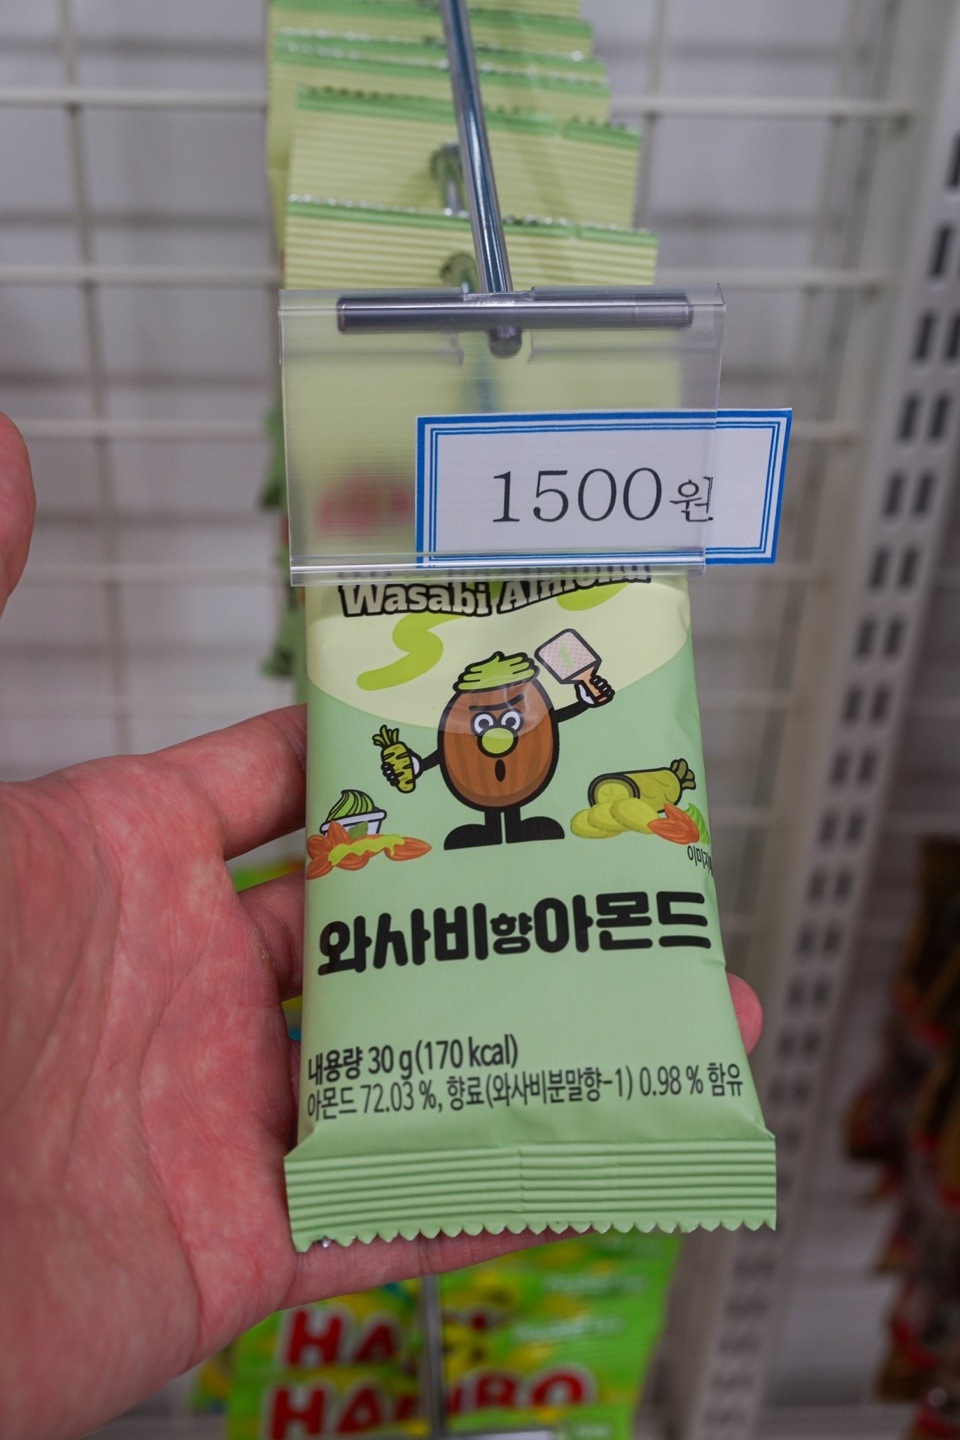 1500원
Wasabi Almond
와사비향아몬드
내용량 30 g(170 kcal)
아몬드 72.03 %, 향료(와사비분말향-1) 0.98 % 함유
HARIBO